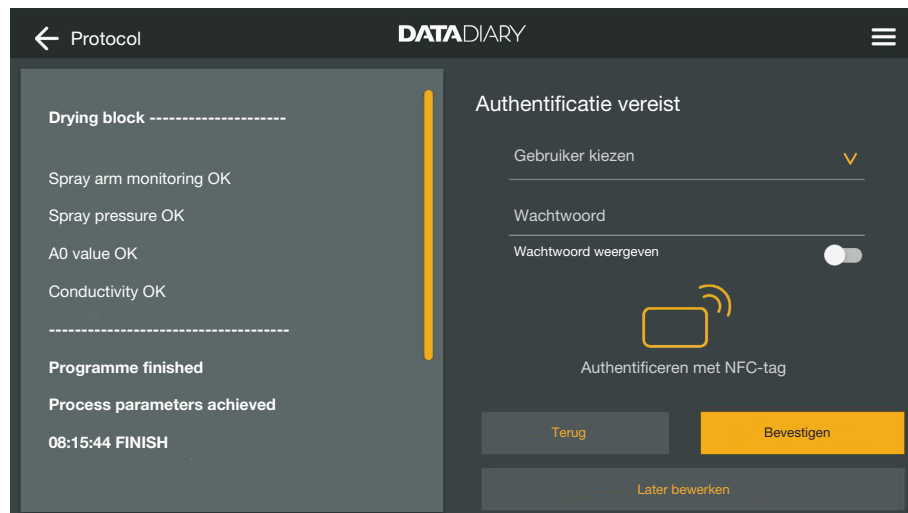 Protocol
DATADIARY
Drying block ---------------------
Spray arm monitoring OK
Spray pressure OK
A0 value OK
Conductivity OK
-------------------------------------
Programme finished
Process parameters achieved
08:15:44 FINISH
Authentificatie vereist
Gebruiker kiezen
Wachtwoord
Wachtwoord weergeven
Authentificeren met NFC-tag
Terug
Bevestigen
Later bewerken